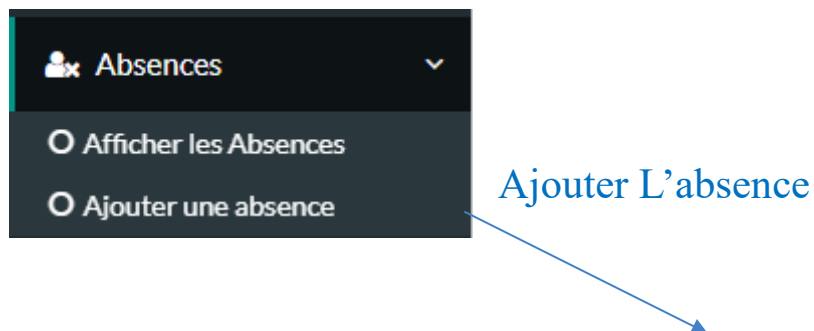 Absences
Afficher les Absences
Ajouter une absence
Ajouter L’absence